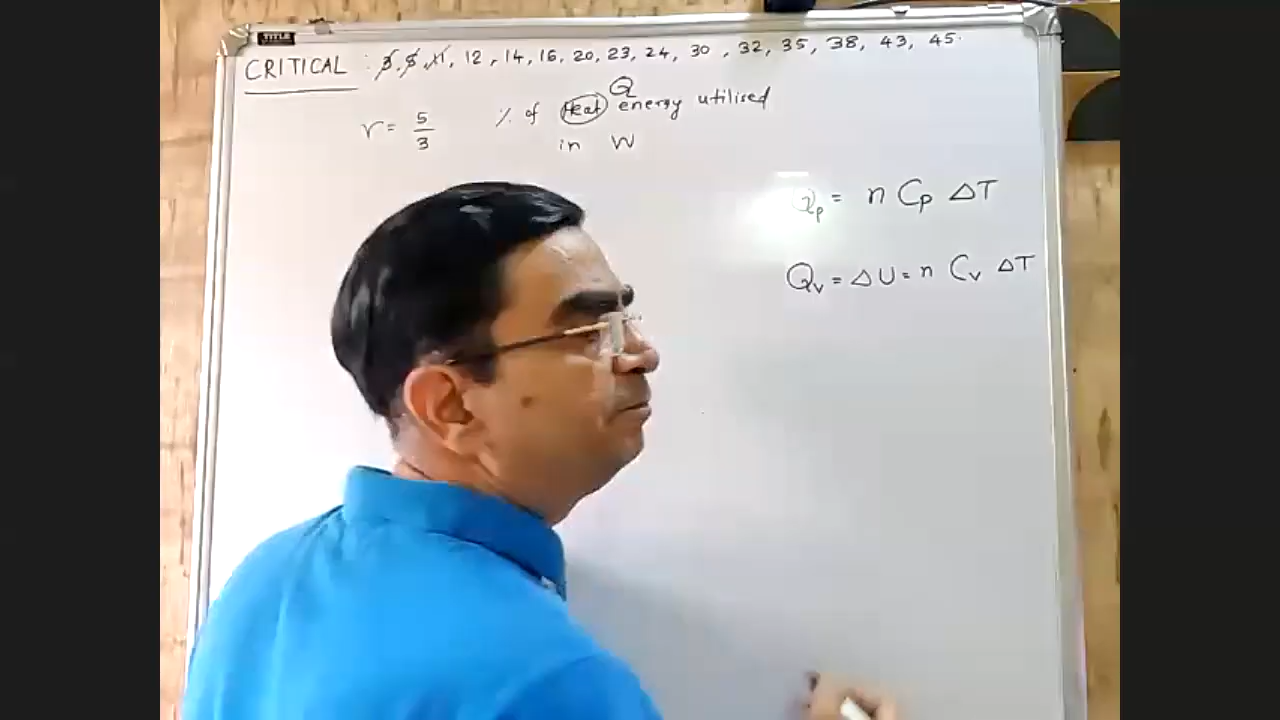 TITLE
CRITICAL : 3, 5, 11, 12, 14, 16, 20, 23, 24, 30, 32, 35, 38, 43, 45.
Q
r = 5/3 % of Heat energy utilised
in W
Qp = n Cp ΔT
Qv = ΔU = n Cv ΔT